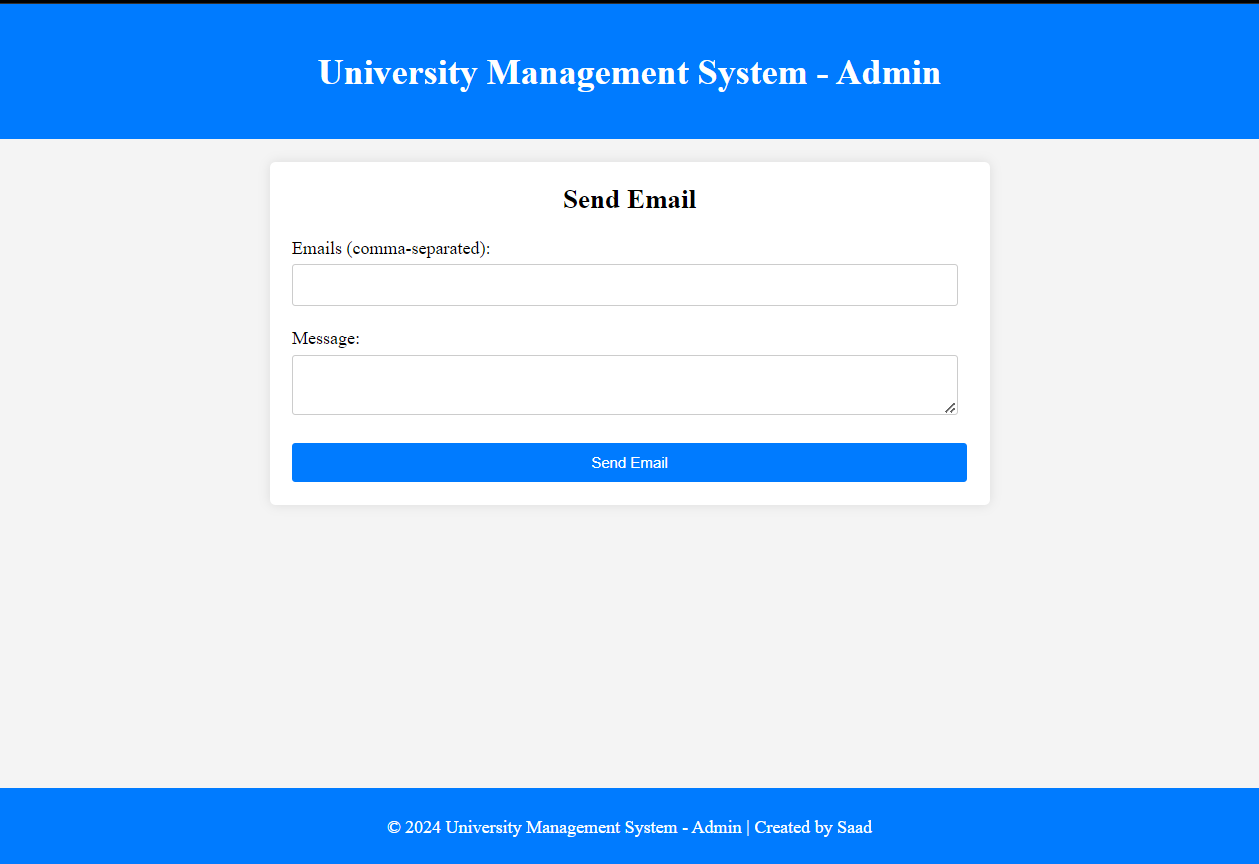 University Management System - Admin
Send Email
Emails (comma-separated):
Message:
Send Email
© 2024 University Management System - Admin | Created by Saad